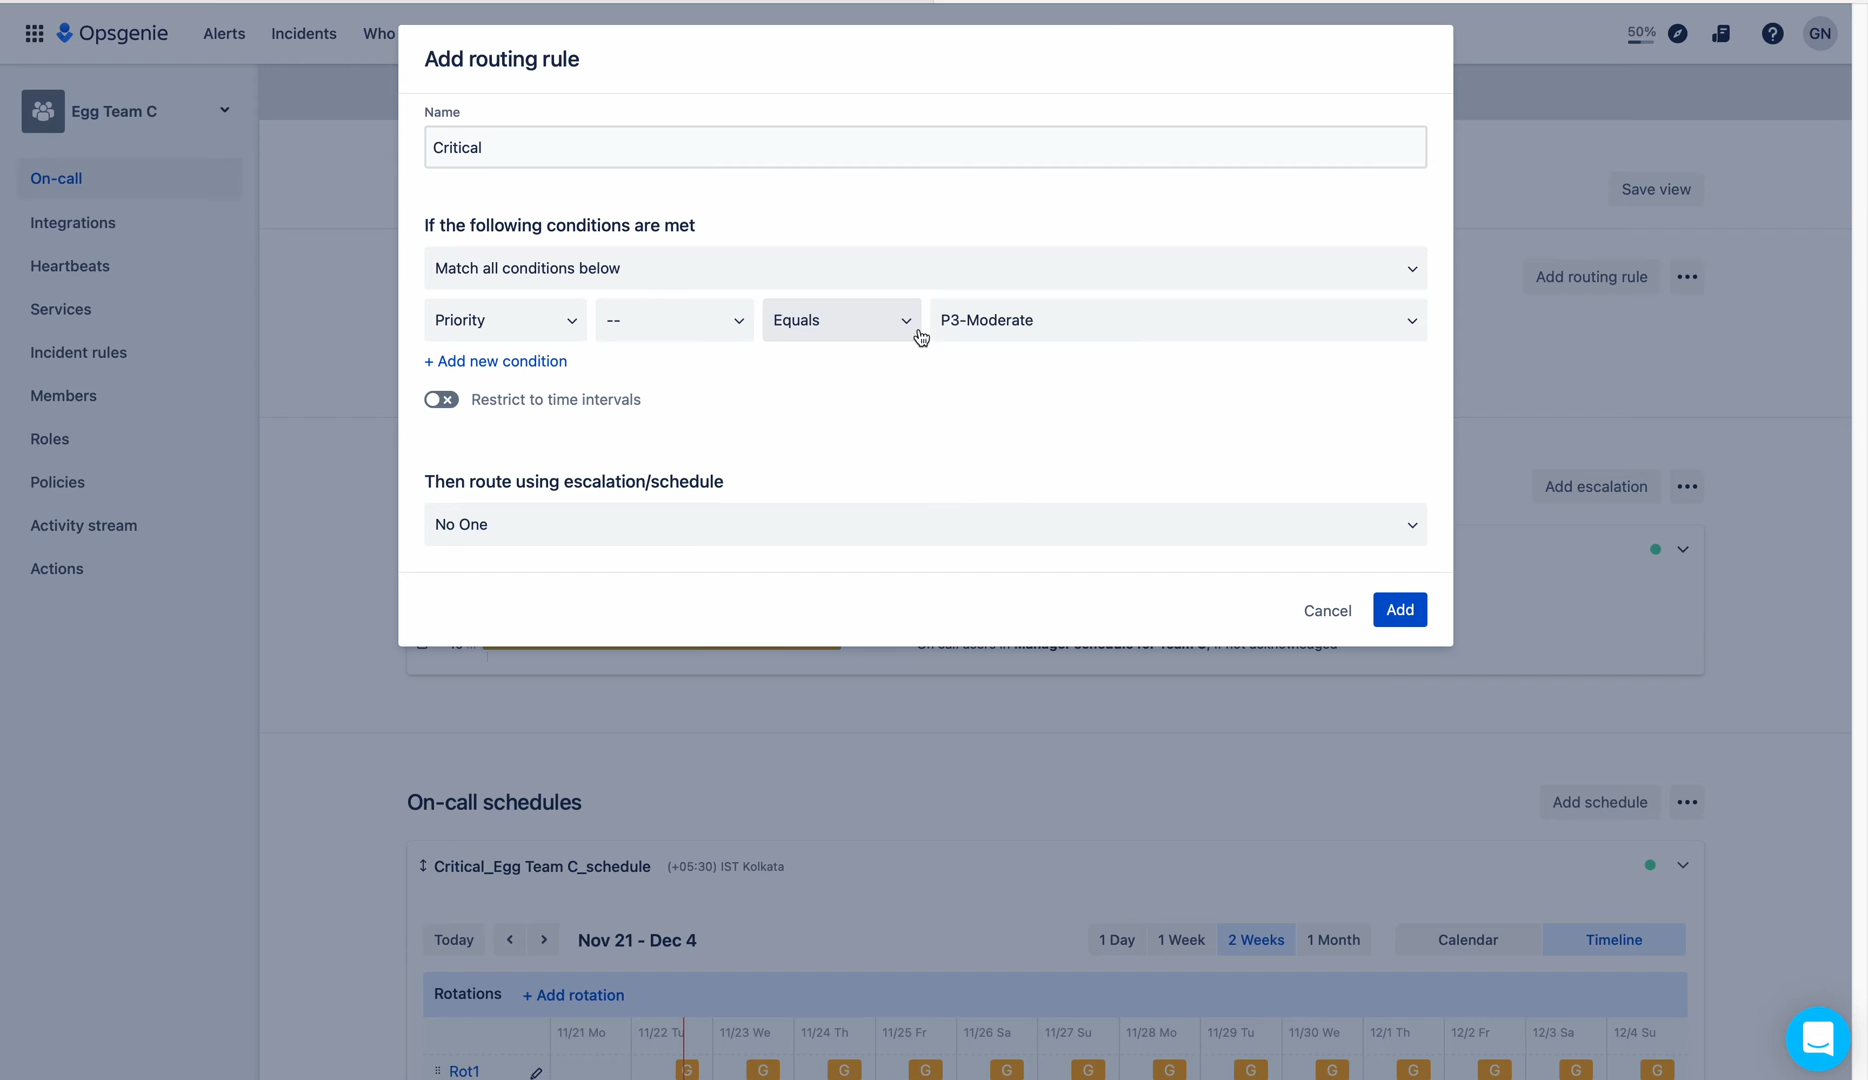 Opsgenie Alerts Incidents Who 50% GN
Add routing rule
Egg Team C
Name
Critical
On-call
Integrations
Heartbeats
Services
Incident rules
Members
Roles
Policies
Activity stream
Actions
If the following conditions are met
Match all conditions below
Priority -- Equals P3-Moderate
+ Add new condition
Restrict to time intervals
Then route using escalation/schedule
No One
Cancel Add
Save view
Add routing rule
Add escalation
On-call schedules Add schedule
Critical_Egg Team C_schedule (+05:30) IST Kolkata
Today Nov 21 - Dec 4 1 Day 1 Week 2 Weeks 1 Month Calendar Timeline
Rotations + Add rotation
11/21 Mo 11/22 Tu 11/23 We 11/24 Th 11/25 Fr 11/26 Sa 11/27 Su 11/28 Mo 11/29 Tu 11/30 We 12/1 Th 12/2 Fr 12/3 Sa 12/4 Su
Rot1 G G G G G G G G G G G G G